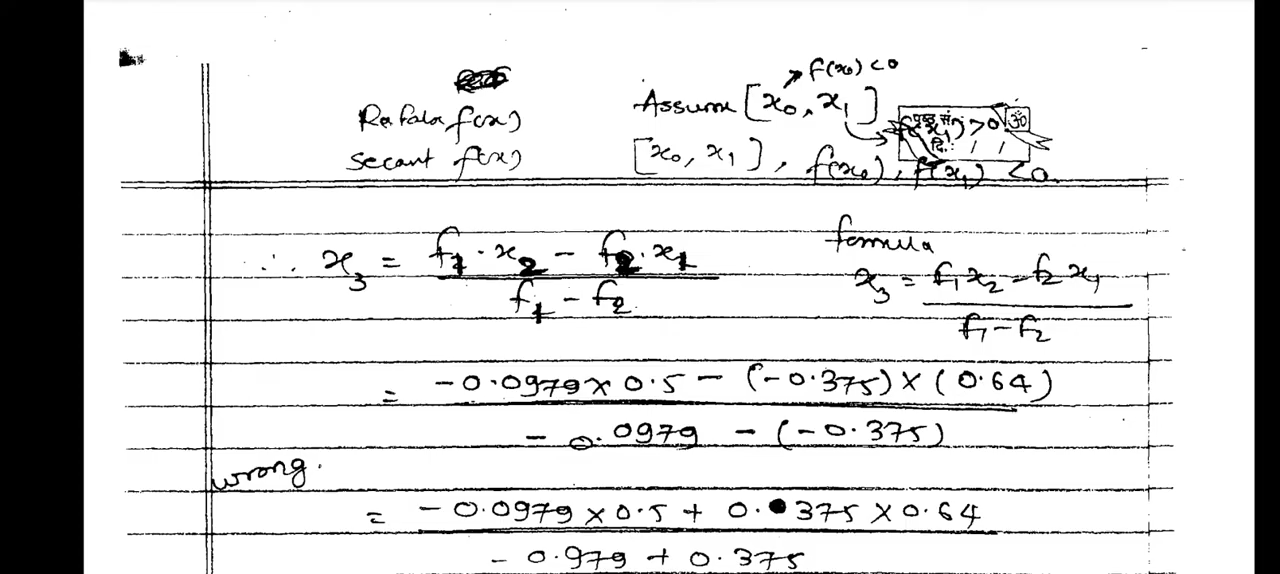 → f(x₀) < 0
Assume [x₀, x₁]
f(x)
पृष्ठ सं.:
f(x₁) > 0
ॐ
दि.: / /
secant f(x)
[x₀, x₁], f(x₀), f(x₁) < 0.
formula
∴ x₃ = (f₁·x₂ − f₂·x₁) / (f₁ − f₂)
x₃ = (f₁x₂ − f₂x₁) / (f₁ − f₂)
= (−0.0979 × 0.5 − (−0.375) × (0.64)) / (−0.0979 − (−0.375))
wrong.
= (−0.0979 × 0.5 + 0.375 × 0.64) / (−0.979 + 0.375)